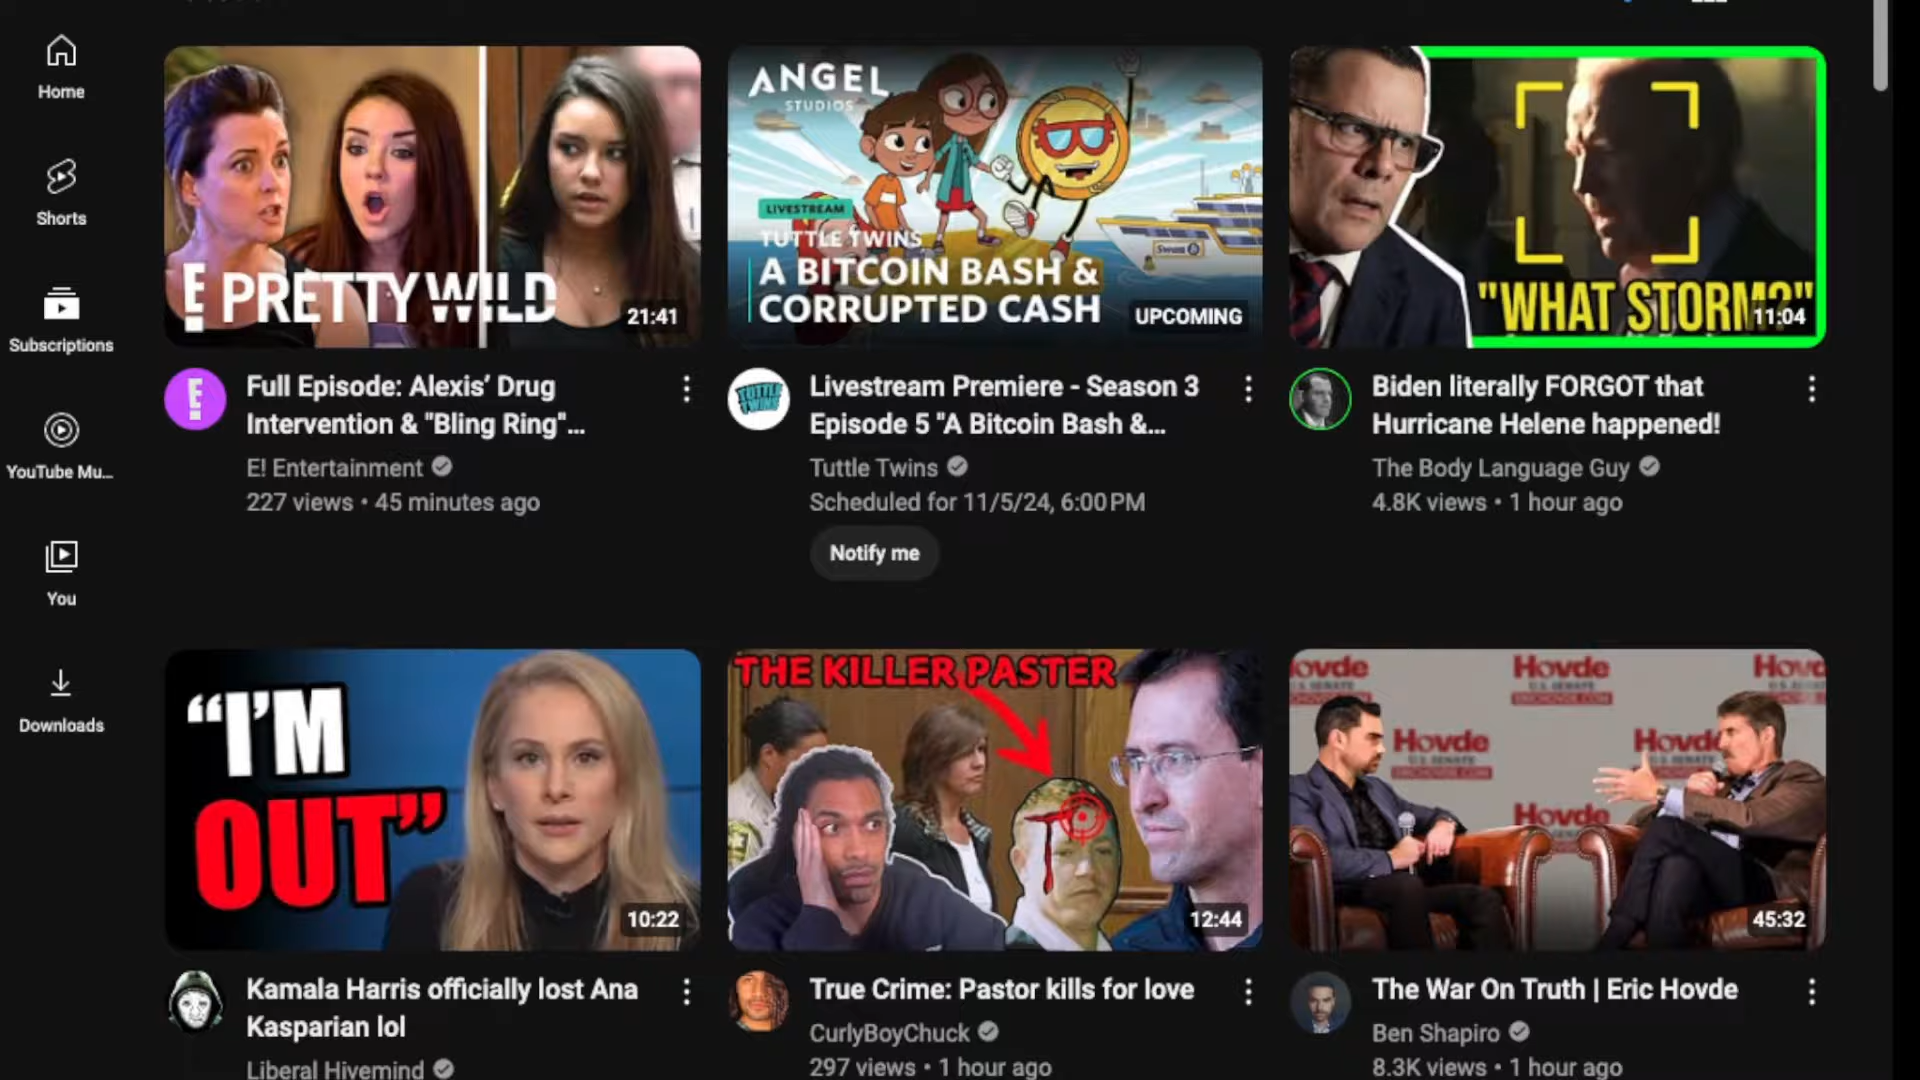 Home
Shorts
Subscriptions
YouTube Mu...
You
Downloads
E! PRETTY WILD
21:41
Full Episode: Alexis’ Drug
Intervention & "Bling Ring"...
E! Entertainment
227 views • 45 minutes ago
ANGEL
STUDIOS
LIVESTREAM
TUTTLE TWINS
A BITCOIN BASH &
CORRUPTED CASH
UPCOMING
TUTTLE
TWINS
Livestream Premiere - Season 3
Episode 5 "A Bitcoin Bash &...
Tuttle Twins
Scheduled for 11/5/24, 6:00 PM
Notify me
"WHAT STORM?"
11:04
Biden literally FORGOT that
Hurricane Helene happened!
The Body Language Guy
4.8K views • 1 hour ago
“I’M
OUT”
10:22
Kamala Harris officially lost Ana
Kasparian lol
Liberal Hivemind
THE KILLER PASTER
12:44
True Crime: Pastor kills for love
CurlyBoyChuck
297 views • 1 hour ago
Hovde
U.S. SENATE
Hovde
U.S. SENATE
Hovde
U.S. SENATE
Hovde
45:32
The War On Truth | Eric Hovde
Ben Shapiro
8.3K views • 1 hour ago